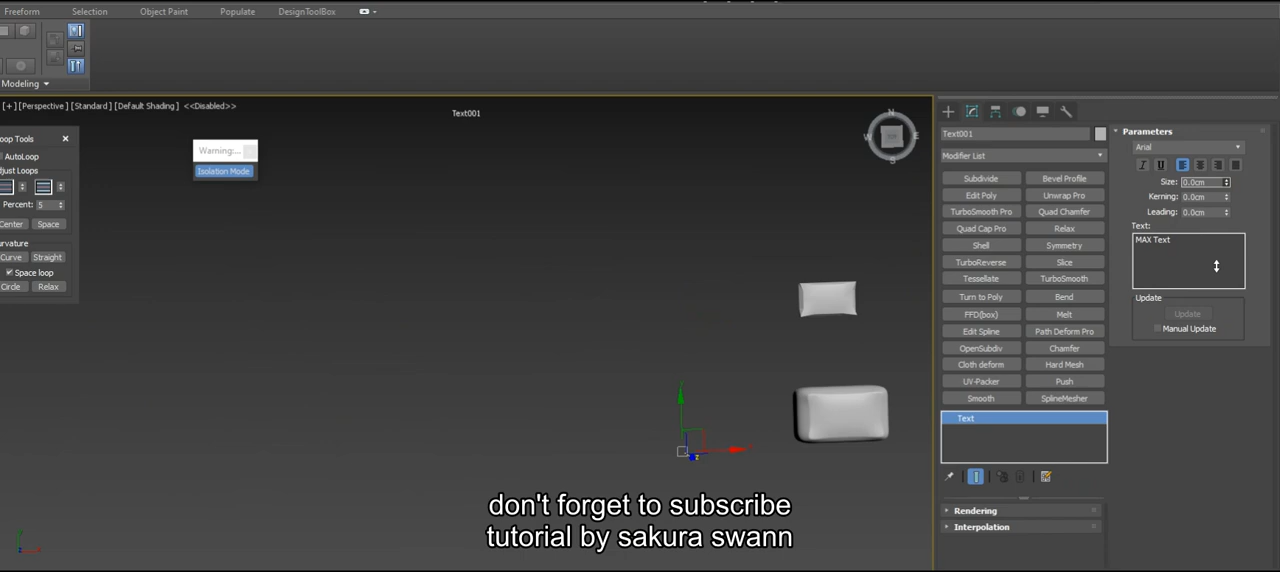 Freeform
Selection
Object Paint
Populate
DesignToolBox
Modeling
[+] [Perspective] [Standard] [Default Shading] <<Disabled>>
Text001
oop Tools
AutoLoop
djust Loops
Percent: 5
Center
Space
urvature
Curve
Straight
Space loop
Circle
Relax
Warning:...
Isolation Mode
N
W
E
S
Text001
Modifier List
Subdivide
Bevel Profile
Edit Poly
Unwrap Pro
TurboSmooth Pro
Quad Chamfer
Quad Cap Pro
Relax
Shell
Symmetry
TurboReverse
Slice
Tessellate
TurboSmooth
Turn to Poly
Bend
FFD(box)
Melt
Edit Spline
Path Deform Pro
OpenSubdiv
Chamfer
Cloth deform
Hard Mesh
UV-Packer
Push
Smooth
SplineMesher
Text
Rendering
Interpolation
Parameters
Arial
I U
Size: 0.0cm
Kerning: 0.0cm
Leading: 0.0cm
Text:
MAX Text
Update
Update
Manual Update
don't forget to subscribe
tutorial by sakura swann